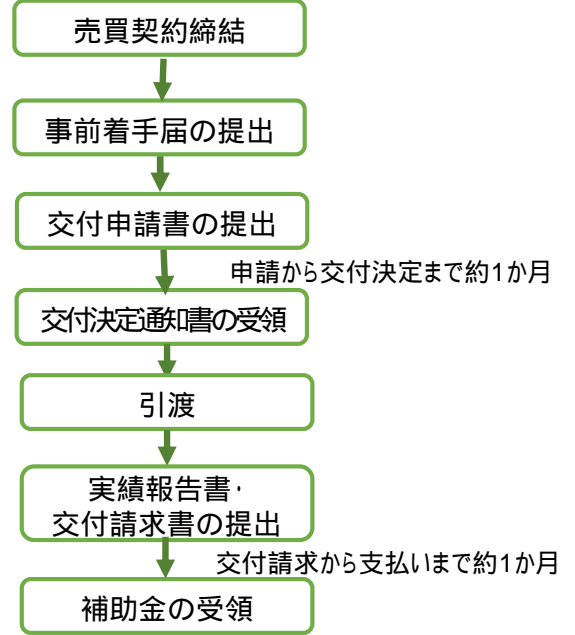 売買契約締結
事前着手届の提出
交付申請書の提出
申請から交付決定まで約1か月
交付決定通知書の受領
引渡
実績報告書・
交付請求書の提出
交付請求から支払いまで約1か月
補助金の受領